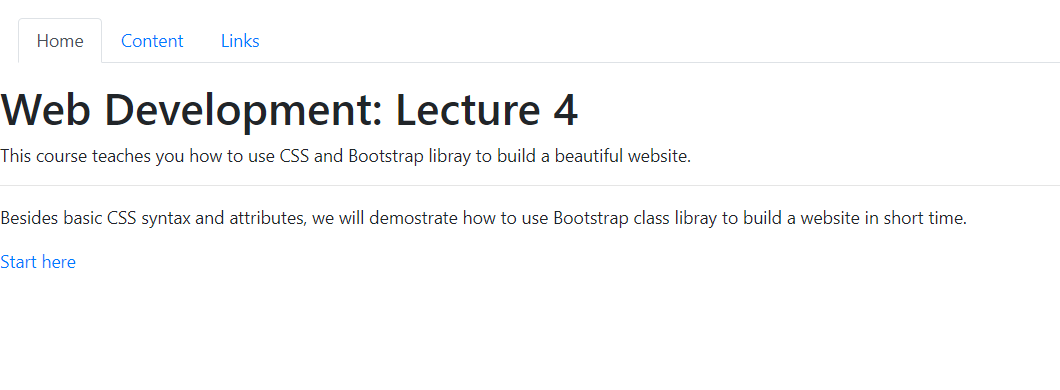 Home Content Links
Web Development: Lecture 4
This course teaches you how to use CSS and Bootstrap libray to build a beautiful website.
Besides basic CSS syntax and attributes, we will demostrate how to use Bootstrap class libray to build a website in short time.
Start here